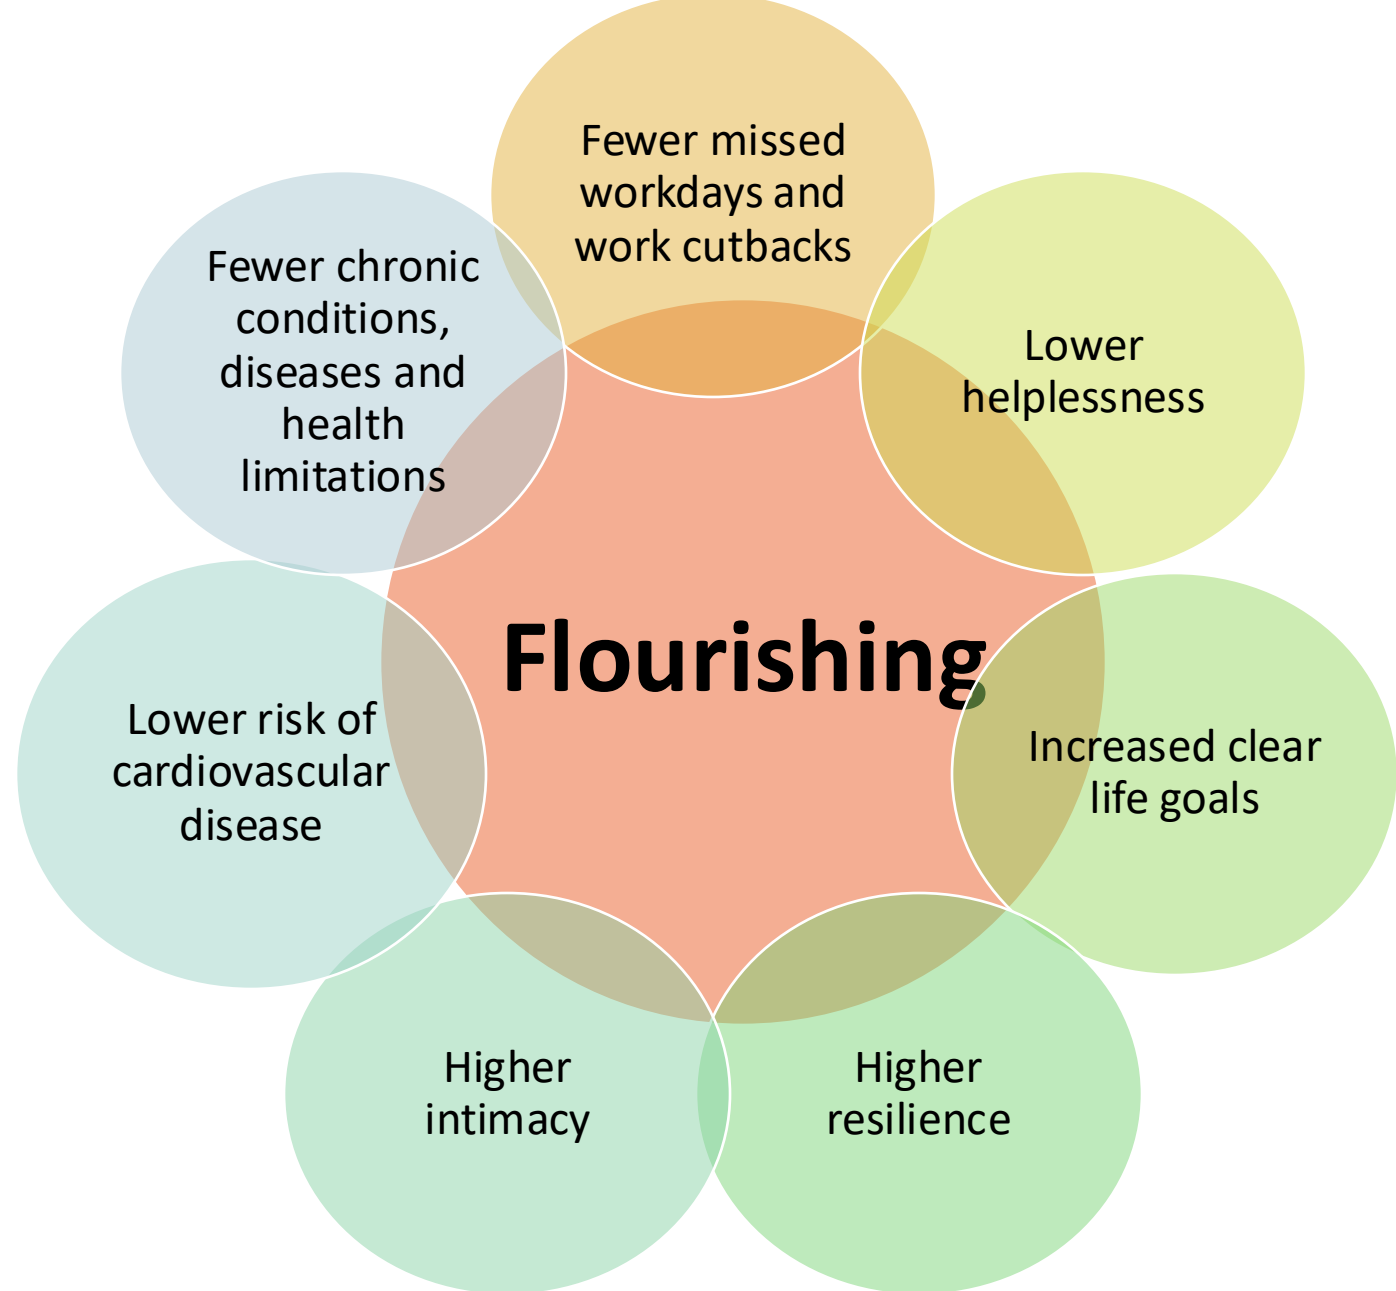 Fewer missed
workdays and
work cutbacks
Lower
helplessness
Increased clear
life goals
Higher
resilience
Higher
intimacy
Lower risk of
cardiovascular
disease
Fewer chronic
conditions,
diseases and
health
limitations
Flourishing